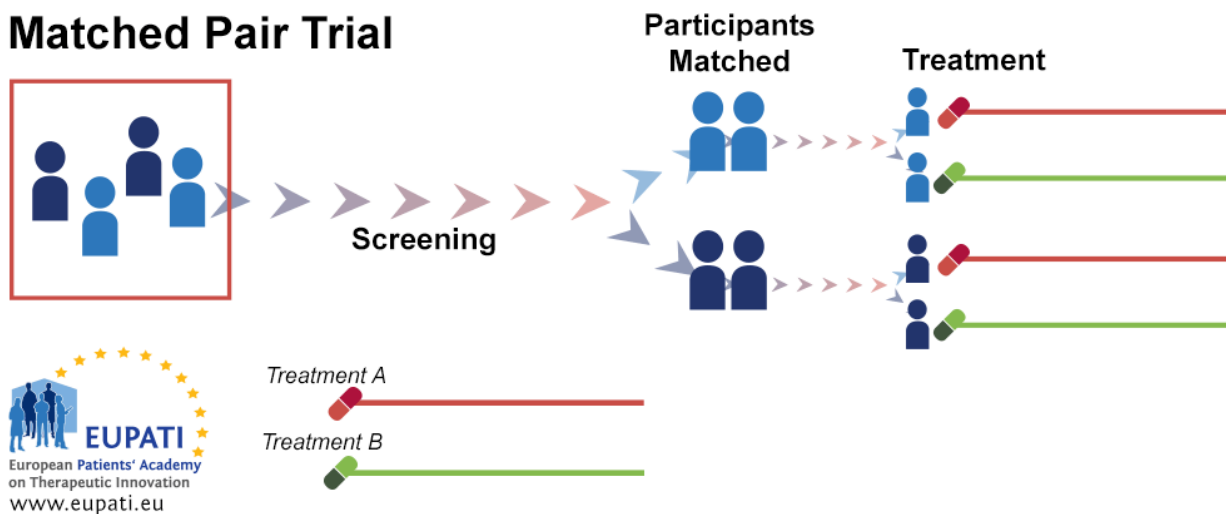 Matched Pair Trial
Participants
Matched
Treatment
Screening
Treatment A
Treatment B
EUPATI
European Patients' Academy
on Therapeutic Innovation
www.eupati.eu